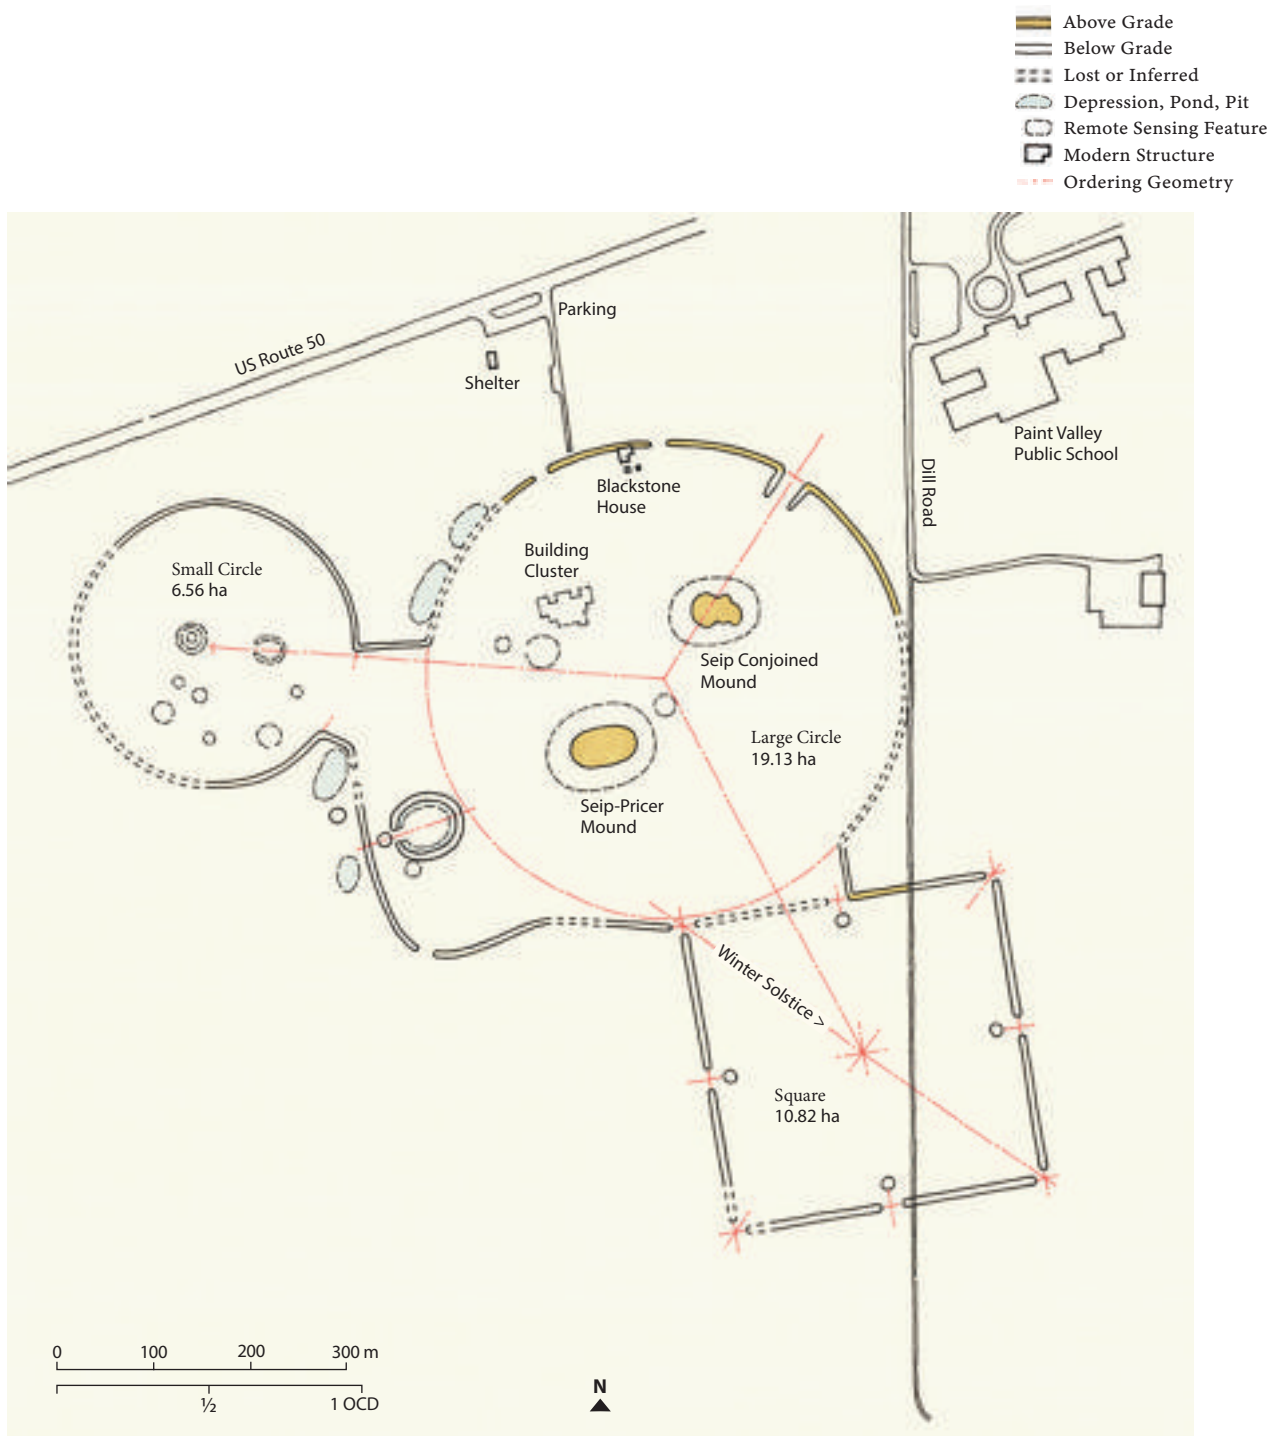 Above Grade
Below Grade
Lost or Inferred
Depression, Pond, Pit
Remote Sensing Feature
Modern Structure
Ordering Geometry
Parking
US Route 50
Shelter
Paint Valley
Public School
Dill Road
Blackstone
House
Building
Cluster
Small Circle
6.56 ha
Seip Conjoined
Mound
Large Circle
19.13 ha
Seip-Pricer
Mound
Winter Solstice >
Square
10.82 ha
0 100 200 300 m
½ 1 OCD
N